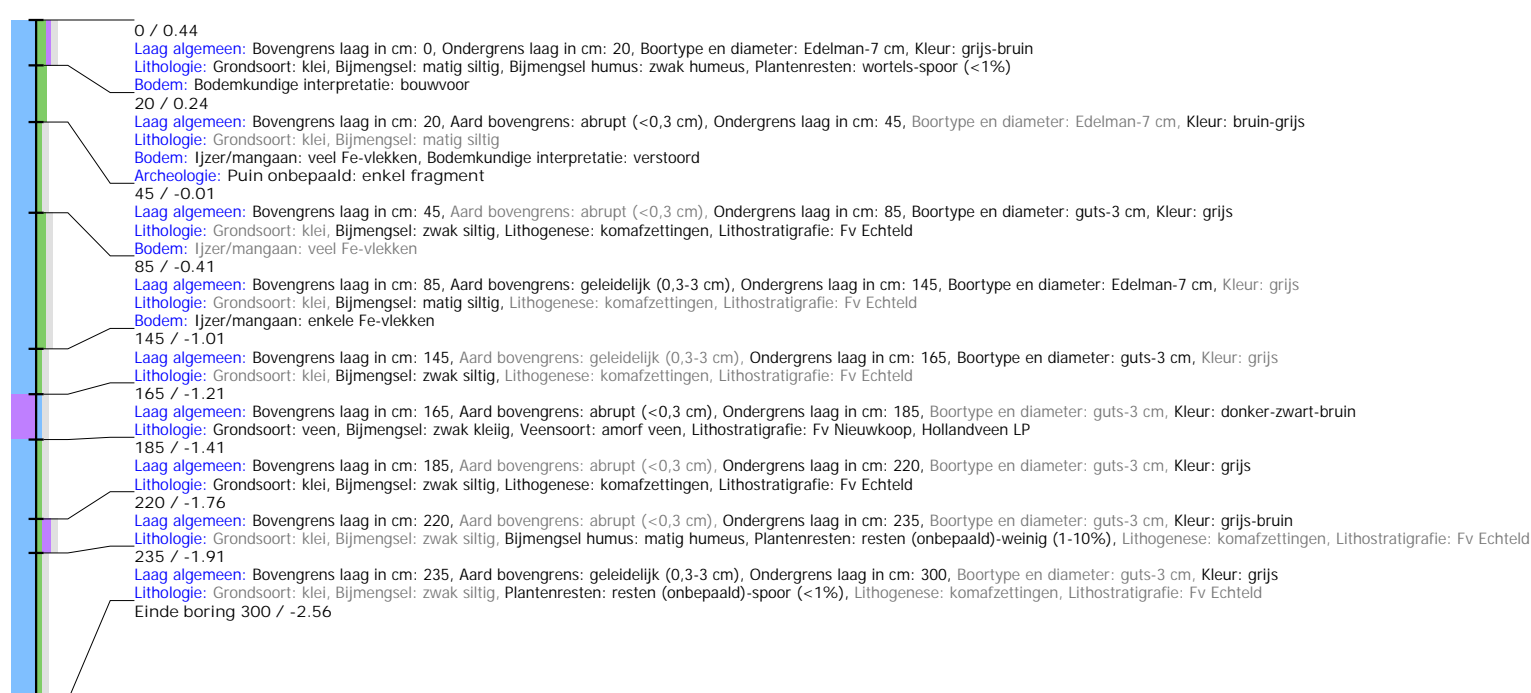 0 / 0.44
Laag algemeen: Bovengrens laag in cm: 0, Ondergrens laag in cm: 20, Boortype en diameter: Edelman-7 cm, Kleur: grijs-bruin
Lithologie: Grondsoort: klei, Bijmengsel: matig siltig, Bijmengsel humus: zwak humeus, Plantenresten: wortels-spoor (<1%)
Bodem: Bodemkundige interpretatie: bouwvoor
20 / 0.24
Laag algemeen: Bovengrens laag in cm: 20, Aard bovengrens: abrupt (<0,3 cm), Ondergrens laag in cm: 45, Boortype en diameter: Edelman-7 cm, Kleur: bruin-grijs
Lithologie: Grondsoort: klei, Bijmengsel: matig siltig
Bodem: Ijzer/mangaan: veel Fe-vlekken, Bodemkundige interpretatie: verstoord
Archeologie: Puin onbepaald: enkel fragment
45 / -0.01
Laag algemeen: Bovengrens laag in cm: 45, Aard bovengrens: abrupt (<0,3 cm), Ondergrens laag in cm: 85, Boortype en diameter: guts-3 cm, Kleur: grijs
Lithologie: Grondsoort: klei, Bijmengsel: zwak siltig, Lithogenese: komafzettingen, Lithostratigrafie: Fv Echteld
Bodem: Ijzer/mangaan: veel Fe-vlekken
85 / -0.41
Laag algemeen: Bovengrens laag in cm: 85, Aard bovengrens: geleidelijk (0,3-3 cm), Ondergrens laag in cm: 145, Boortype en diameter: Edelman-7 cm, Kleur: grijs
Lithologie: Grondsoort: klei, Bijmengsel: matig siltig, Lithogenese: komafzettingen, Lithostratigrafie: Fv Echteld
Bodem: Ijzer/mangaan: enkele Fe-vlekken
145 / -1.01
Laag algemeen: Bovengrens laag in cm: 145, Aard bovengrens: geleidelijk (0,3-3 cm), Ondergrens laag in cm: 165, Boortype en diameter: guts-3 cm, Kleur: grijs
Lithologie: Grondsoort: klei, Bijmengsel: zwak siltig, Lithogenese: komafzettingen, Lithostratigrafie: Fv Echteld
165 / -1.21
Laag algemeen: Bovengrens laag in cm: 165, Aard bovengrens: abrupt (<0,3 cm), Ondergrens laag in cm: 185, Boortype en diameter: guts-3 cm, Kleur: donker-zwart-bruin
Lithologie: Grondsoort: veen, Bijmengsel: zwak kleiig, Veensoort: amorf veen, Lithostratigrafie: Fv Nieuwkoop, Hollandveen LP
185 / -1.41
Laag algemeen: Bovengrens laag in cm: 185, Aard bovengrens: abrupt (<0,3 cm), Ondergrens laag in cm: 220, Boortype en diameter: guts-3 cm, Kleur: grijs
Lithologie: Grondsoort: klei, Bijmengsel: zwak siltig, Lithogenese: komafzettingen, Lithostratigrafie: Fv Echteld
220 / -1.76
Laag algemeen: Bovengrens laag in cm: 220, Aard bovengrens: abrupt (<0,3 cm), Ondergrens laag in cm: 235, Boortype en diameter: guts-3 cm, Kleur: grijs-bruin
Lithologie: Grondsoort: klei, Bijmengsel: zwak siltig, Bijmengsel humus: matig humeus, Plantenresten: resten (onbepaald)-weinig (1-10%), Lithogenese: komafzettingen, Lithostratigrafie: Fv Echteld
235 / -1.91
Laag algemeen: Bovengrens laag in cm: 235, Aard bovengrens: geleidelijk (0,3-3 cm), Ondergrens laag in cm: 300, Boortype en diameter: guts-3 cm, Kleur: grijs
Lithologie: Grondsoort: klei, Bijmengsel: zwak siltig, Plantenresten: resten (onbepaald)-spoor (<1%), Lithogenese: komafzettingen, Lithostratigrafie: Fv Echteld
Einde boring 300 / -2.56